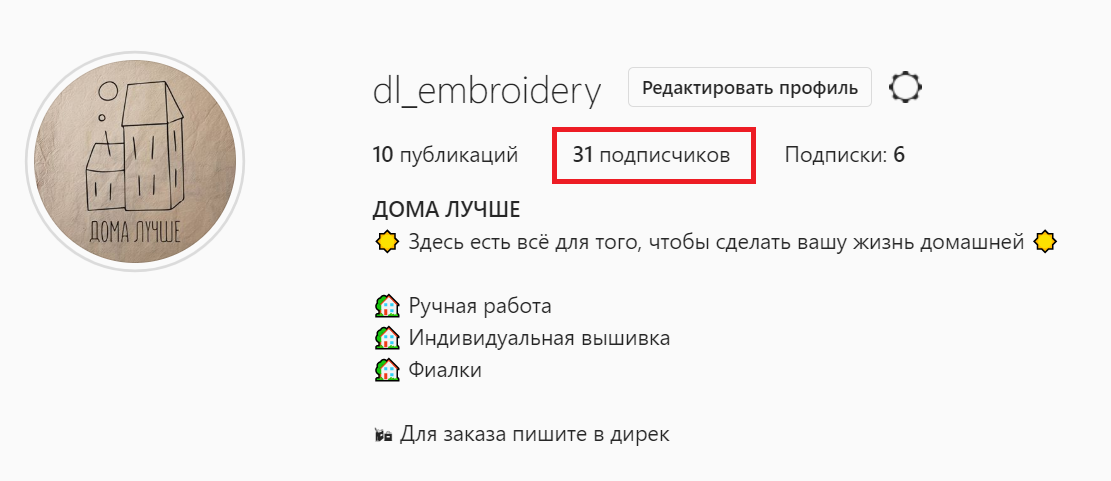 dl_embroidery Редактировать профиль
10 публикаций 31 подписчиков Подписки: 6
ДОМА ЛУЧШЕ
Здесь есть всё для того, чтобы сделать вашу жизнь домашней
Ручная работа
Индивидуальная вышивка
Фиалки
Для заказа пишите в дирек
ДОМА ЛУЧШЕ